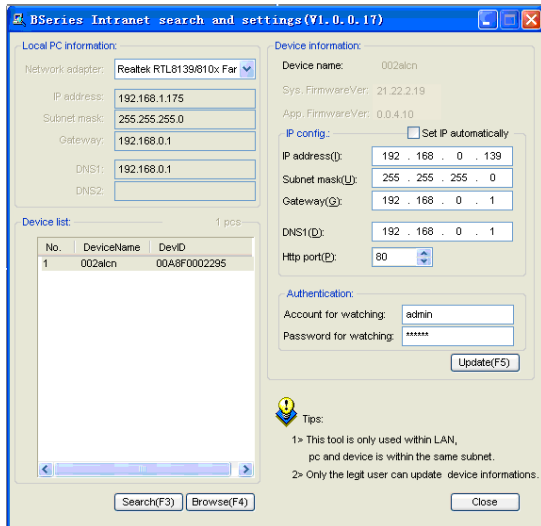 BSeries Intranet search and settings(V1.0.0.17)
Local PC information:
Network adapter: Realtek RTL8139/810x Far
IP address: 192.168.1.175
Subnet mask: 255.255.255.0
Gateway: 192.168.0.1
DNS1: 192.168.0.1
DNS2:
Device list: 1 pcs
No. DeviceName DevID
1 002alcn 00A8F0002295
Search(F3) Browse(F4)
Device information:
Device name: 002alcn
Sys. FirmwareVer: 21.22.2.19
App. FirmwareVer: 0.0.4.10
IP config.: Set IP automatically
IP address(I): 192 . 168 . 0 . 139
Subnet mask(U): 255 . 255 . 255 . 0
Gateway(G): 192 . 168 . 0 . 1
DNS1(D): 192 . 168 . 0 . 1
Http port(P): 80
Authentication:
Account for watching: admin
Password for watching: ******
Update(F5)
Tips:
1> This tool is only used within LAN,
pc and device is within the same subnet.
2> Only the legit user can update device informations.
Close